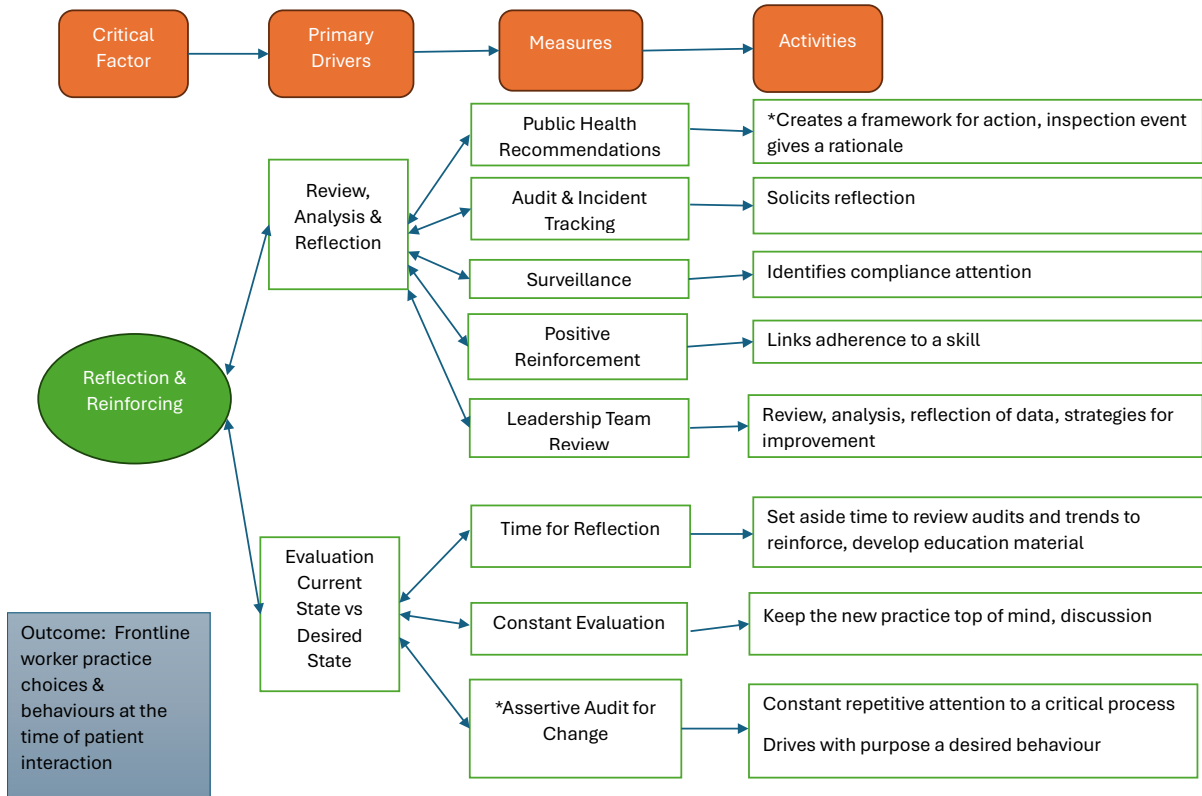 Critical
Factor
Primary
Drivers
Measures
Activities
Public Health
Recommendations
*Creates a framework for action, inspection event
gives a rationale
Review,
Analysis &
Reflection
Audit & Incident
Tracking
Solicits reflection
Surveillance
Identifies compliance attention
Positive
Reinforcement
Links adherence to a skill
Reflection &
Reinforcing
Leadership Team
Review
Review, analysis, reflection of data, strategies for
improvement
Time for Reflection
Set aside time to review audits and trends to
reinforce, develop education material
Evaluation
Current
State vs
Desired
State
Constant Evaluation
Keep the new practice top of mind, discussion
*Assertive Audit for
Change
Constant repetitive attention to a critical process
Drives with purpose a desired behaviour
Outcome: Frontline
worker practice
choices &
behaviours at the
time of patient
interaction